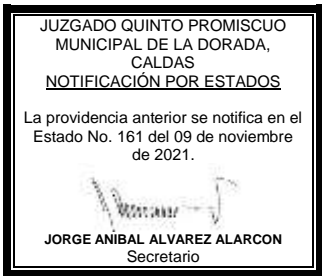 JUZGADO QUINTO PROMISCUO
MUNICIPAL DE LA DORADA,
CALDAS
NOTIFICACIÓN POR ESTADOS
La providencia anterior se notifica en el
Estado No. 161 del 09 de noviembre
de 2021.
JORGE ANIBAL ALVAREZ ALARCON
Secretario